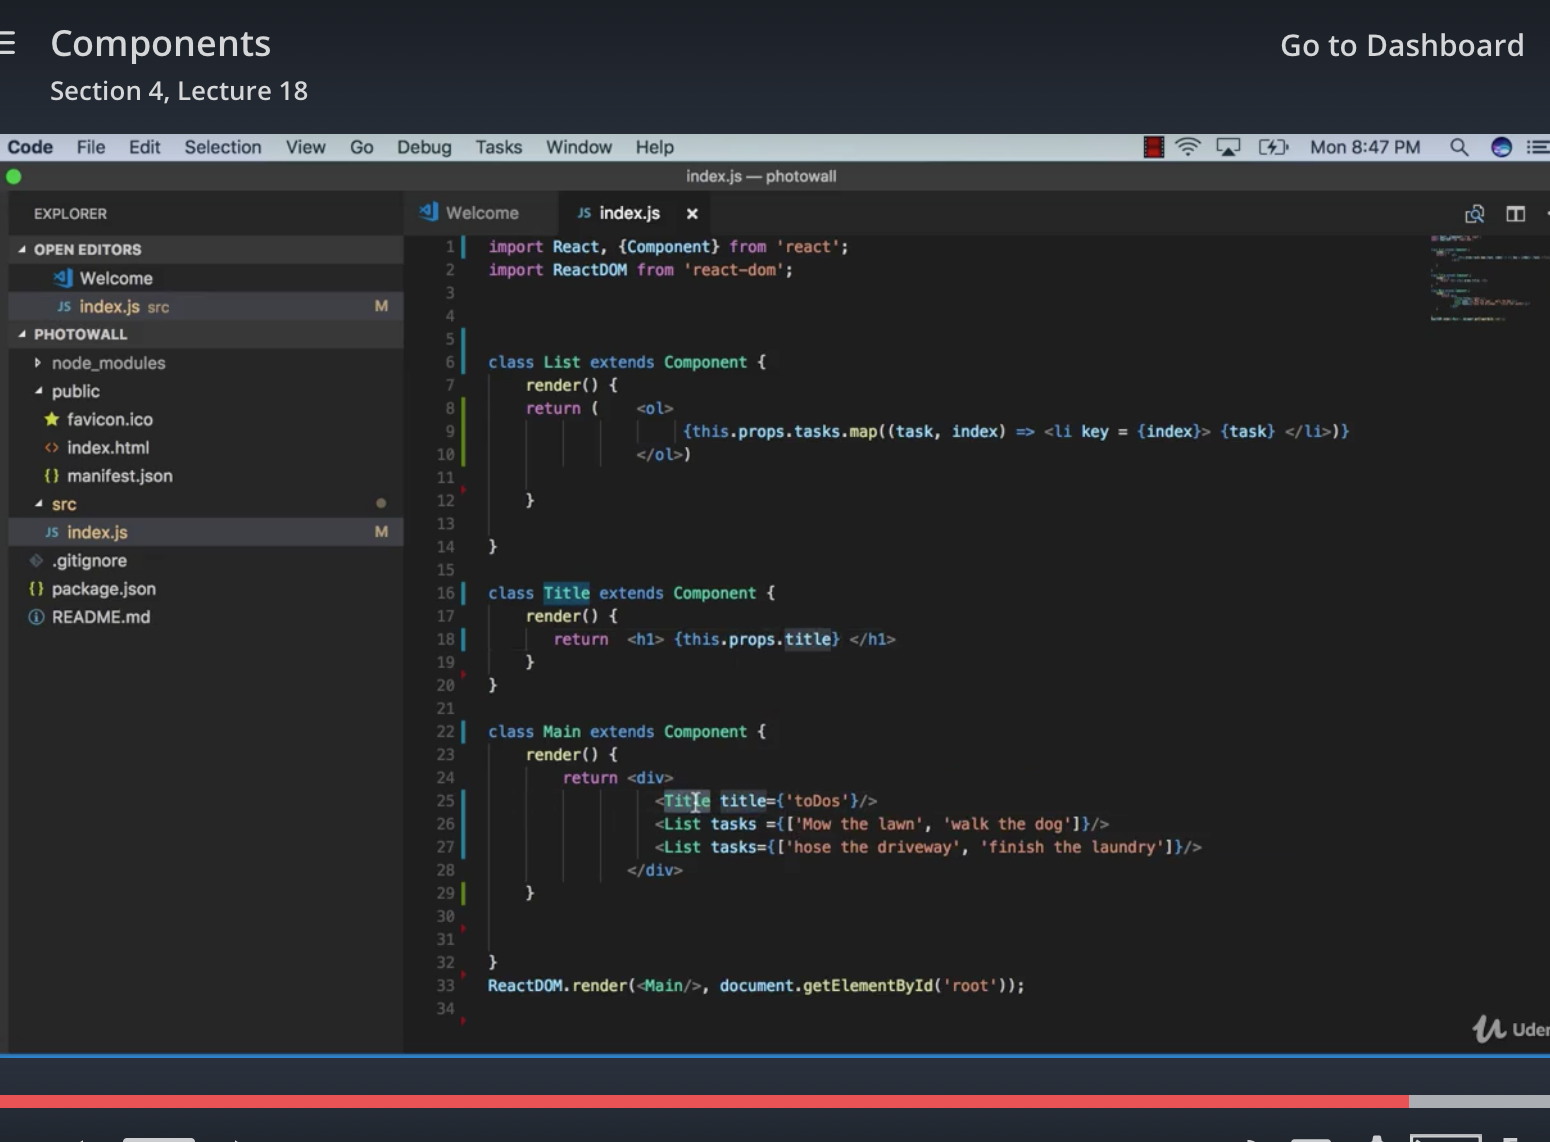 Components
Go to Dashboard
Section 4, Lecture 18
Code File Edit Selection View Go Debug Tasks Window Help Mon 8:47 PM
index.js — photowall
EXPLORER
Welcome
JS index.js ×
OPEN EDITORS
Welcome
JS index.js src M
PHOTOWALL
node_modules
public
favicon.ico
<> index.html
{} manifest.json
src
JS index.js M
.gitignore
{} package.json
README.md
1 import React, {Component} from 'react';
2 import ReactDOM from 'react-dom';
3
4
5
6 class List extends Component {
7 render() {
8 return ( <ol>
9 {this.props.tasks.map((task, index) => <li key = {index}> {task} </li>)}
10 </ol>)
11
12 }
13
14 }
15
16 class Title extends Component {
17 render() {
18 return <h1> {this.props.title} </h1>
19 }
20 }
21
22 class Main extends Component {
23 render() {
24 return <div>
25 <Title title={'toDos'}/>
26 <List tasks ={['Mow the lawn', 'walk the dog']}/>
27 <List tasks={['hose the driveway', 'finish the laundry']}/>
28 </div>
29 }
30
31
32 }
33 ReactDOM.render(<Main/>, document.getElementById('root'));
34